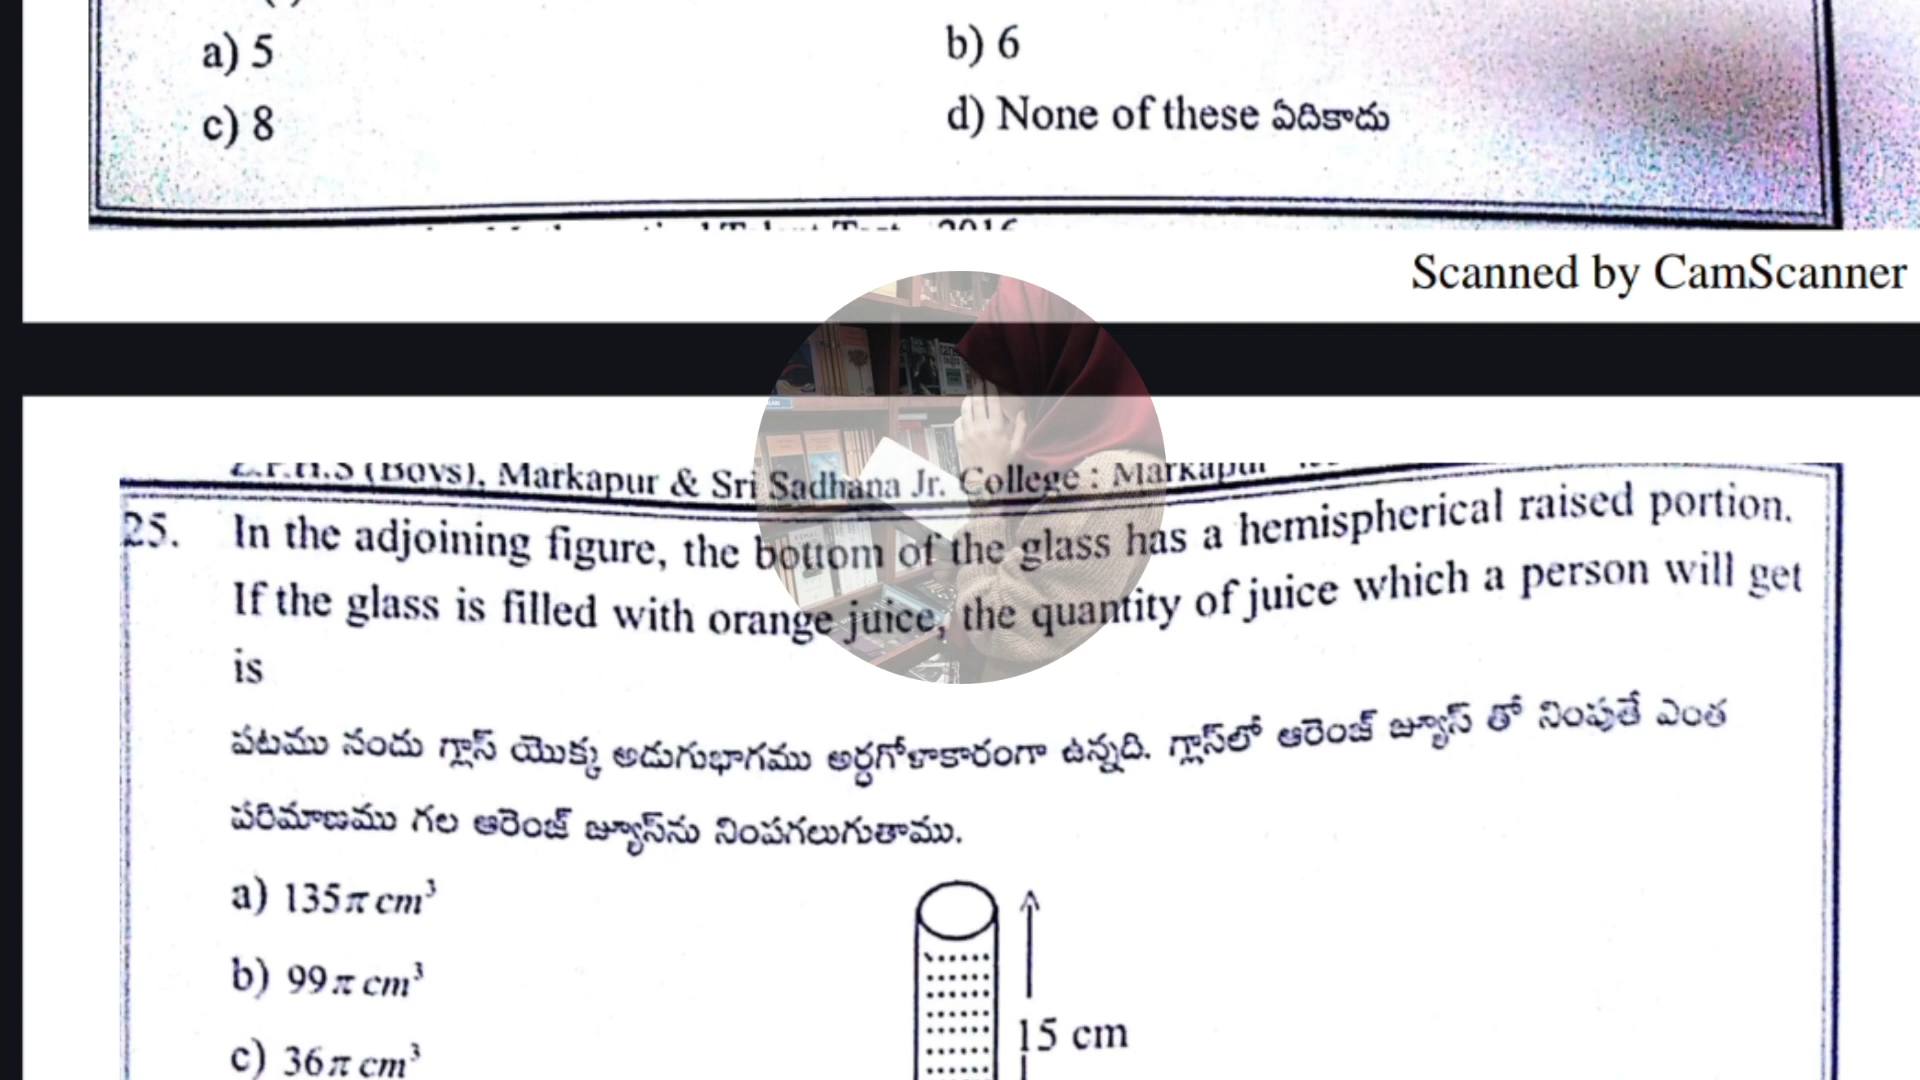 a) 5
b) 6
c) 8
d) None of these ఏదికాదు
Scanned by CamScanner
Z.P.H.S (Boys), Markapur & Sri Sadhana Jr. College : Markapur
25. In the adjoining figure, the bottom of the glass has a hemispherical raised portion.
If the glass is filled with orange juice, the quantity of juice which a person will get
is
పటము నందు గ్లాస్ యొక్క అడుగుభాగము అర్ధగోళాకారంగా ఉన్నది. గ్లాస్‌లో ఆరెంజ్ జ్యూస్ తో నింపుతే ఎంత
పరిమాణము గల ఆరెంజ్ జ్యూస్‌ను నింపగలుగుతాము.
a) 135π cm³
b) 99π cm³
c) 36π cm³
15 cm